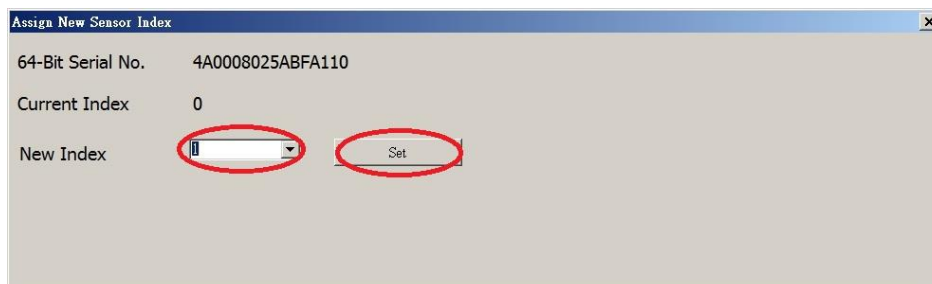 Assign New Sensor Index
64-Bit Serial No. 4A0008025ABFA110
Current Index 0
New Index 1 Set